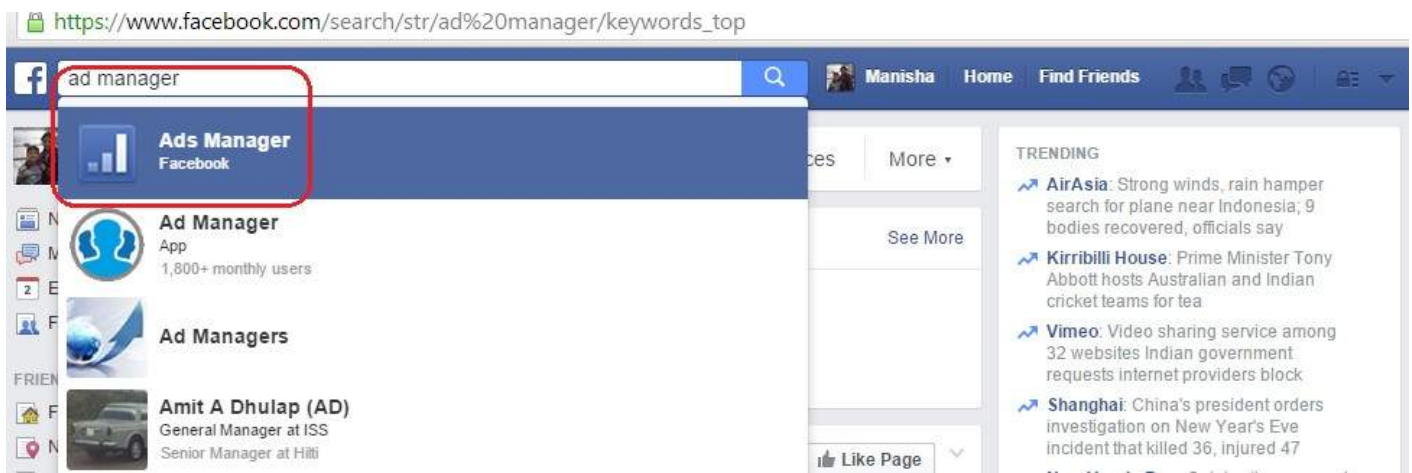 https://www.facebook.com/search/str/ad%20manager/keywords_top
f
ad manager
Manisha Home Find Friends
Ads Manager
Facebook
Ad Manager
App
1,800+ monthly users
Ad Managers
Amit A Dhulap (AD)
General Manager at ISS
Senior Manager at Hilti
N
M
2 E
F
FRIEN
F
N
ces More
See More
Like Page
TRENDING
AirAsia: Strong winds, rain hamper
search for plane near Indonesia; 9
bodies recovered, officials say
Kirribilli House: Prime Minister Tony
Abbott hosts Australian and Indian
cricket teams for tea
Vimeo: Video sharing service among
32 websites Indian government
requests internet providers block
Shanghai: China's president orders
investigation on New Year's Eve
incident that killed 36, injured 47